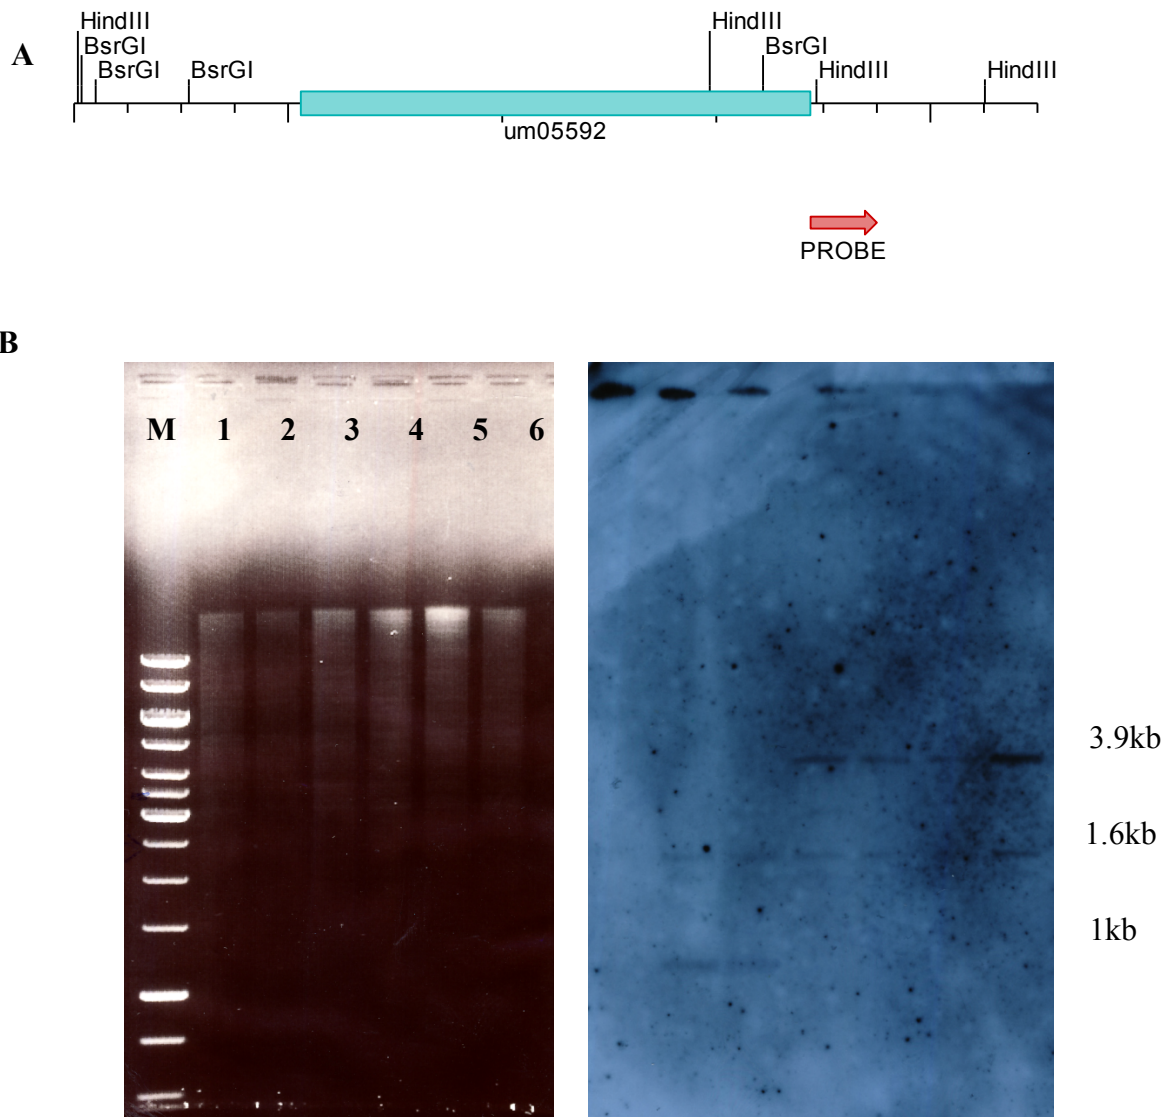 A
HindIII
HindIII
BsrGI
BsrGI
BsrGI
BsrGI
HindIII
HindIII
um05592
PROBE
B
M 1 2 3 4 5 6
3.9kb
1.6kb
1kb